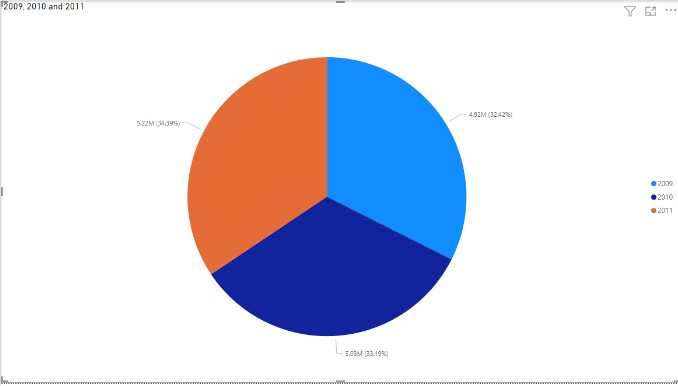 2009, 2010 and 2011
4.92M (32.42%)
5.22M (34.39%)
2009
2010
2011
5.03M (33.19%)